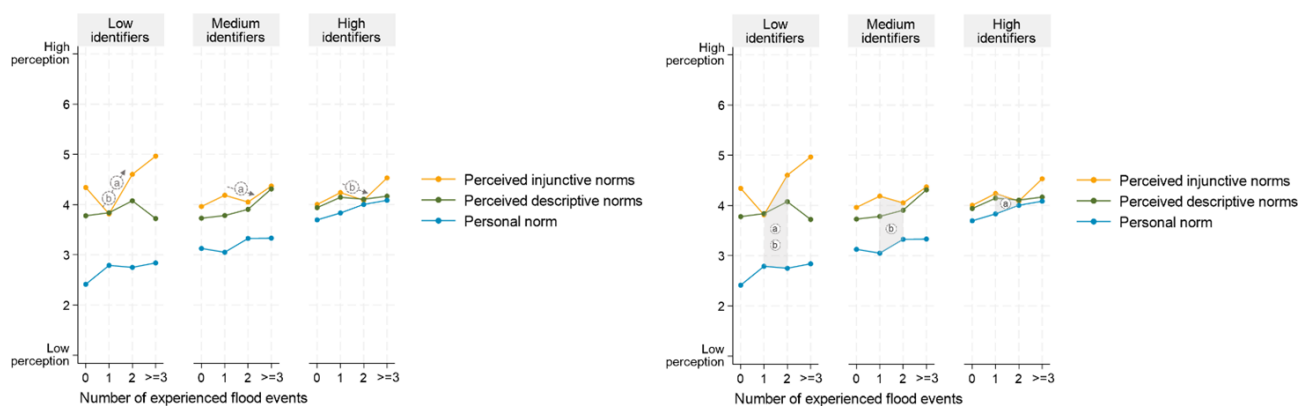 Low
identifiers
Medium
identifiers
High
identifiers
High
perception
6
5
4
3
2
Low
perception
a
b
a
b
0 1 2 >=3
0 1 2 >=3
0 1 2 >=3
Number of experienced flood events
Perceived injunctive norms
Perceived descriptive norms
Personal norm
Low
identifiers
Medium
identifiers
High
identifiers
High
perception
6
5
4
3
2
Low
perception
a
b
b
a
0 1 2 >=3
0 1 2 >=3
0 1 2 >=3
Number of experienced flood events
Perceived injunctive norms
Perceived descriptive norms
Personal norm